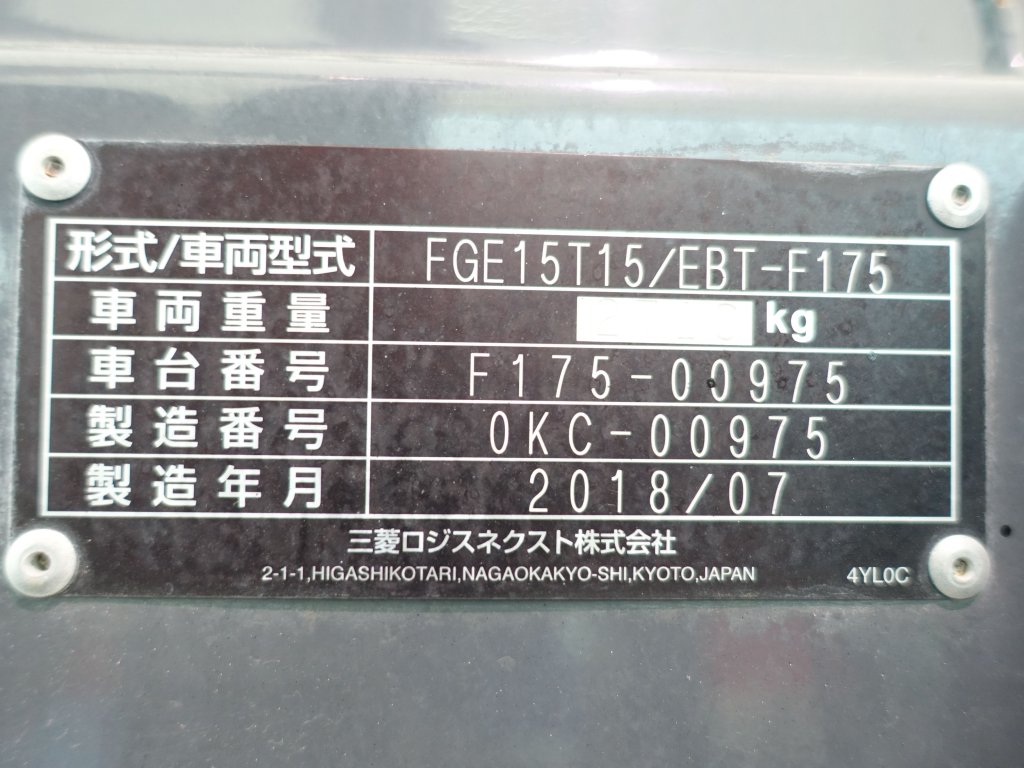 形式/車両型式 FGE15T15/EBT-F175
車両重量 kg
車台番号 F175-00975
製造番号 0KC-00975
製造年月 2018/07
三菱ロジスネクスト株式会社
2-1-1,HIGASHIKOTARI,NAGAOKAKYO-SHI,KYOTO,JAPAN 4YL0C